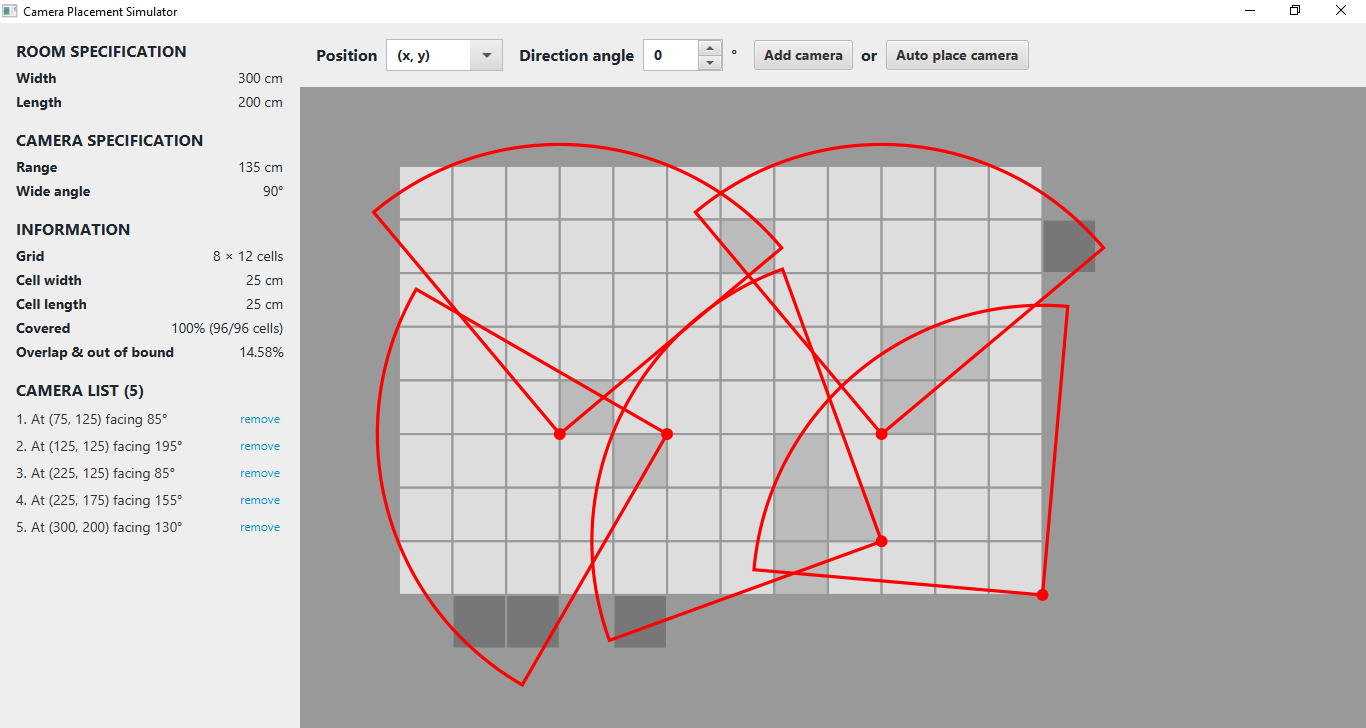 Camera Placement Simulator
ROOM SPECIFICATION
Width 300 cm
Length 200 cm
CAMERA SPECIFICATION
Range 135 cm
Wide angle 90°
INFORMATION
Grid 8 × 12 cells
Cell width 25 cm
Cell length 25 cm
Covered 100% (96/96 cells)
Overlap & out of bound 14.58%
CAMERA LIST (5)
1. At (75, 125) facing 85° remove
2. At (125, 125) facing 195° remove
3. At (225, 125) facing 85° remove
4. At (225, 175) facing 155° remove
5. At (300, 200) facing 130° remove
Position (x, y) Direction angle 0 ° Add camera or Auto place camera